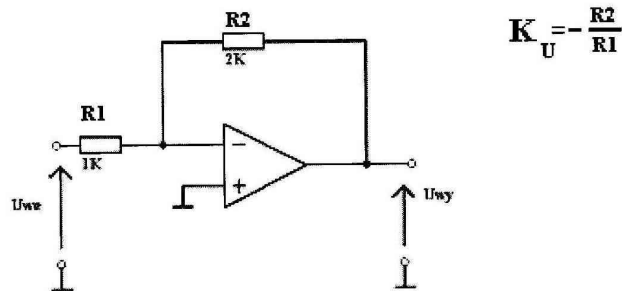 R2
2K
K_U = - R2/R1
R1
1K
−
+
Uwe
Uwy